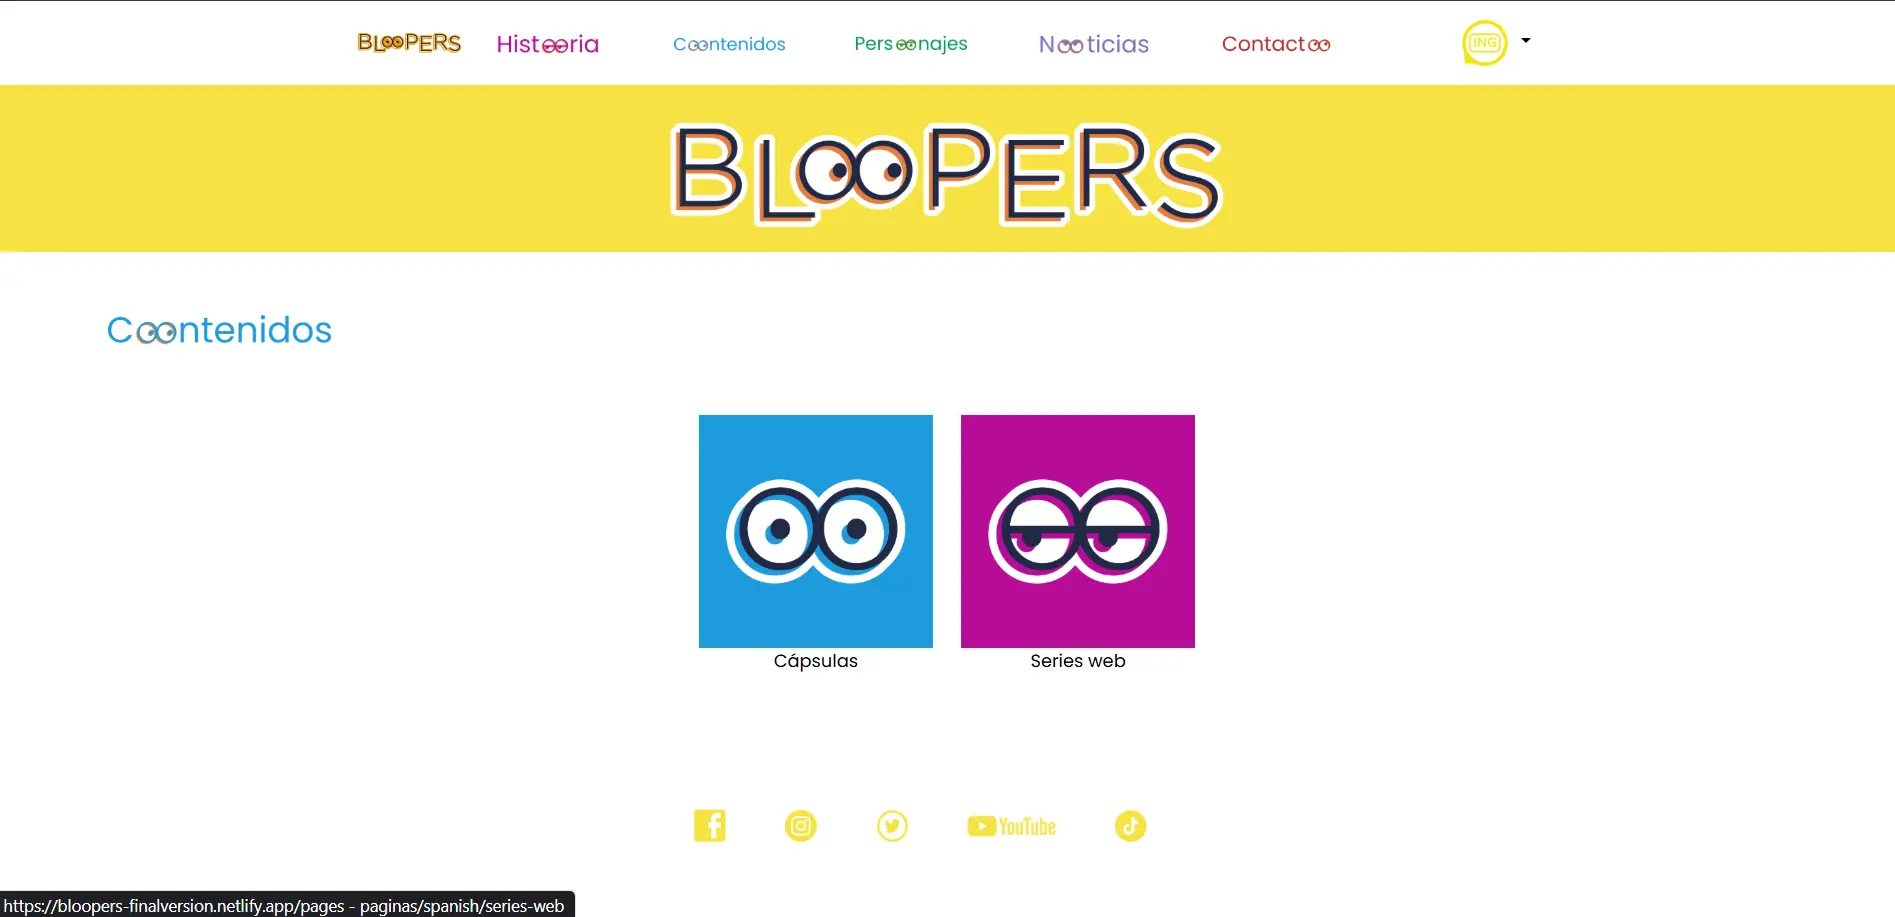 BLOOPERS Histooria Coontenidos Persoonajes Nooticias Contactoo ING
BLOOPERS
Coontenidos
Cápsulas Series web
YouTube
https://bloopers-finalversion.netlify.app/pages - paginas/spanish/series-web